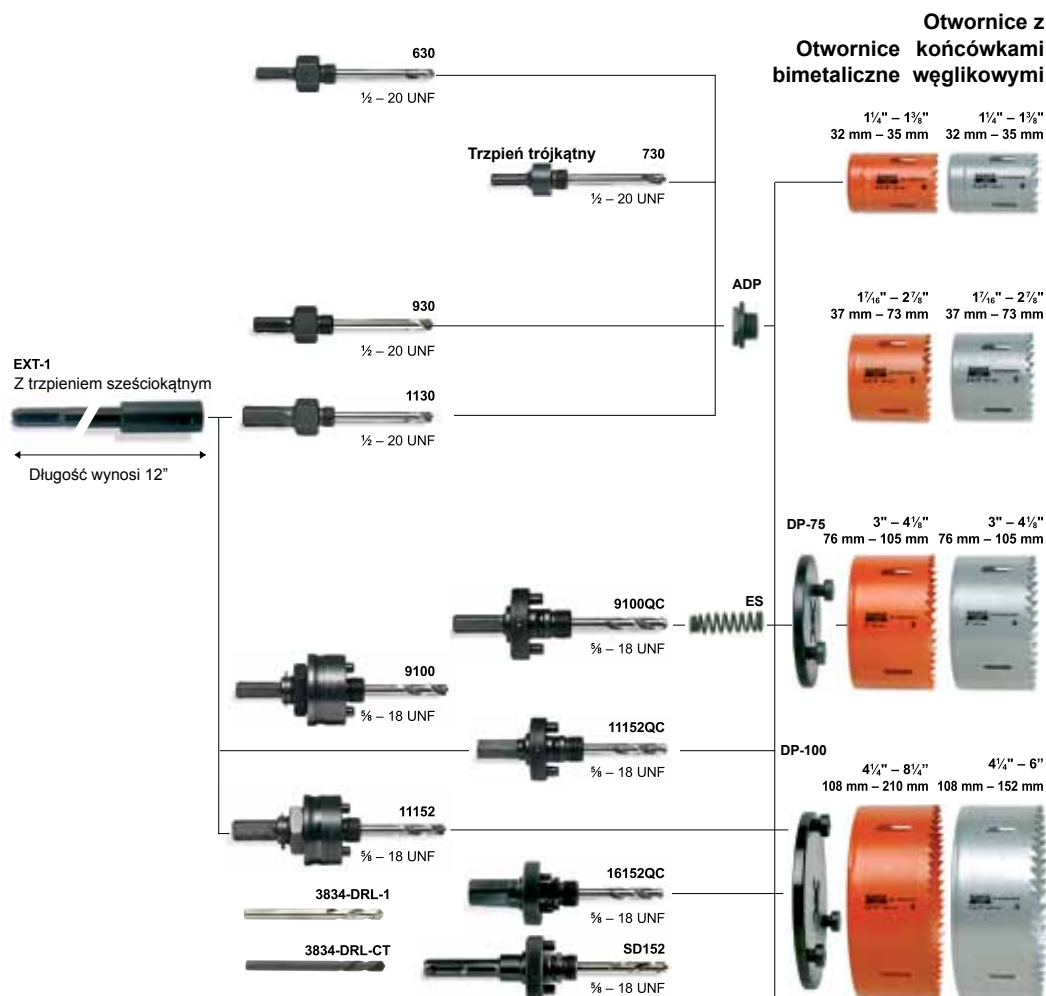 Otwornice z
Otwornice końcówkami
bimetaliczne węglikowymi
630
½ – 20 UNF
1¼" – 1⅜" 1¼" – 1⅜"
32 mm – 35 mm 32 mm – 35 mm
Trzpień trójkątny 730
½ – 20 UNF
ADP
1⁷⁄₁₆" – 2⅞" 1⁷⁄₁₆" – 2⅞"
37 mm – 73 mm 37 mm – 73 mm
930
½ – 20 UNF
EXT-1
Z trzpieniem sześciokątnym
1130
½ – 20 UNF
Długość wynosi 12”
DP-75
3" – 4⅛" 3" – 4⅛"
76 mm – 105 mm 76 mm – 105 mm
9100QC
⅝ – 18 UNF
ES
9100
⅝ – 18 UNF
11152QC
⅝ – 18 UNF
DP-100
4¼" – 8¼” 4¼" – 6”
108 mm – 210 mm 108 mm – 152 mm
11152
⅝ – 18 UNF
16152QC
⅝ – 18 UNF
3834-DRL-1
3834-DRL-CT
SD152
⅝ – 18 UNF